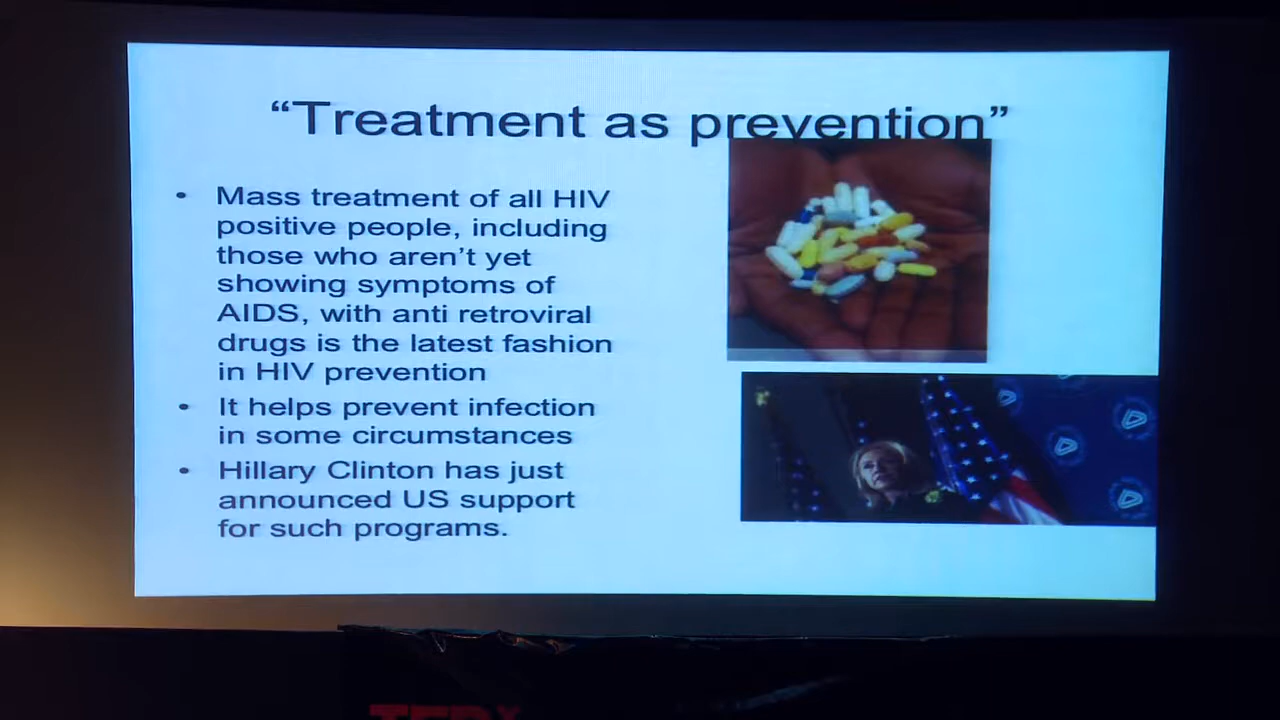 “Treatment as prevention”
• Mass treatment of all HIV
positive people, including
those who aren’t yet
showing symptoms of
AIDS, with anti retroviral
drugs is the latest fashion
in HIV prevention
• It helps prevent infection
in some circumstances
• Hillary Clinton has just
announced US support
for such programs.
TEDx